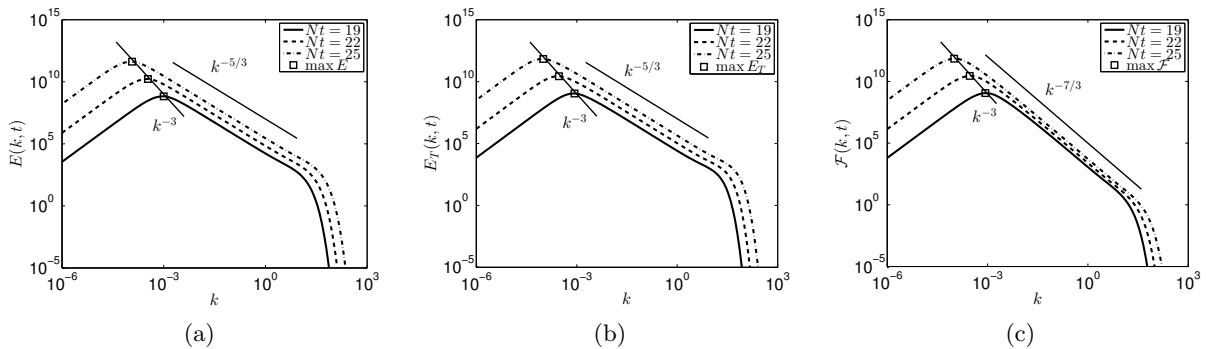 10^15
10^10
10^5
10^0
10^−5
10^−6
10^−3
10^0
10^3
E(k, t)
k
Nt = 19
Nt = 22
Nt = 25
max E
k^−5/3
k^−3
(a)
10^15
10^10
10^5
10^0
10^−5
10^−6
10^−3
10^0
10^3
E_T(k, t)
k
Nt = 19
Nt = 22
Nt = 25
max E_T
k^−5/3
k^−3
(b)
10^15
10^10
10^5
10^0
10^−5
10^−6
10^−3
10^0
10^3
ℱ(k, t)
k
Nt = 19
Nt = 22
Nt = 25
max ℱ
k^−7/3
k^−3
(c)